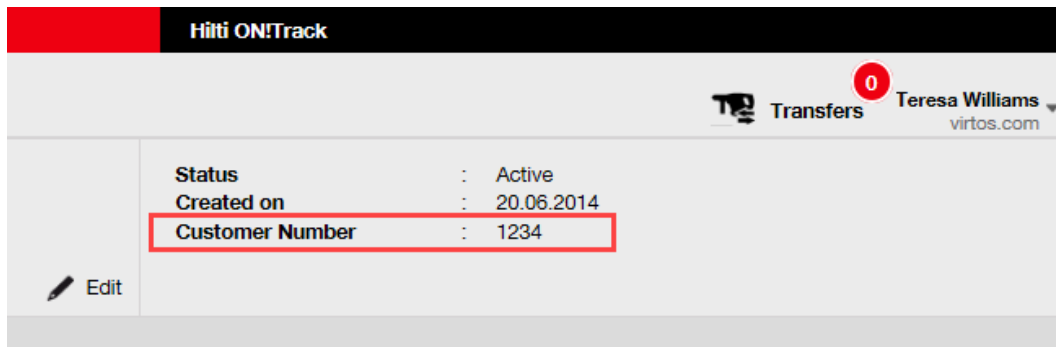 Hilti ON!Track
0
Transfers
Teresa Williams
virtos.com
Status : Active
Created on : 20.06.2014
Customer Number : 1234
Edit